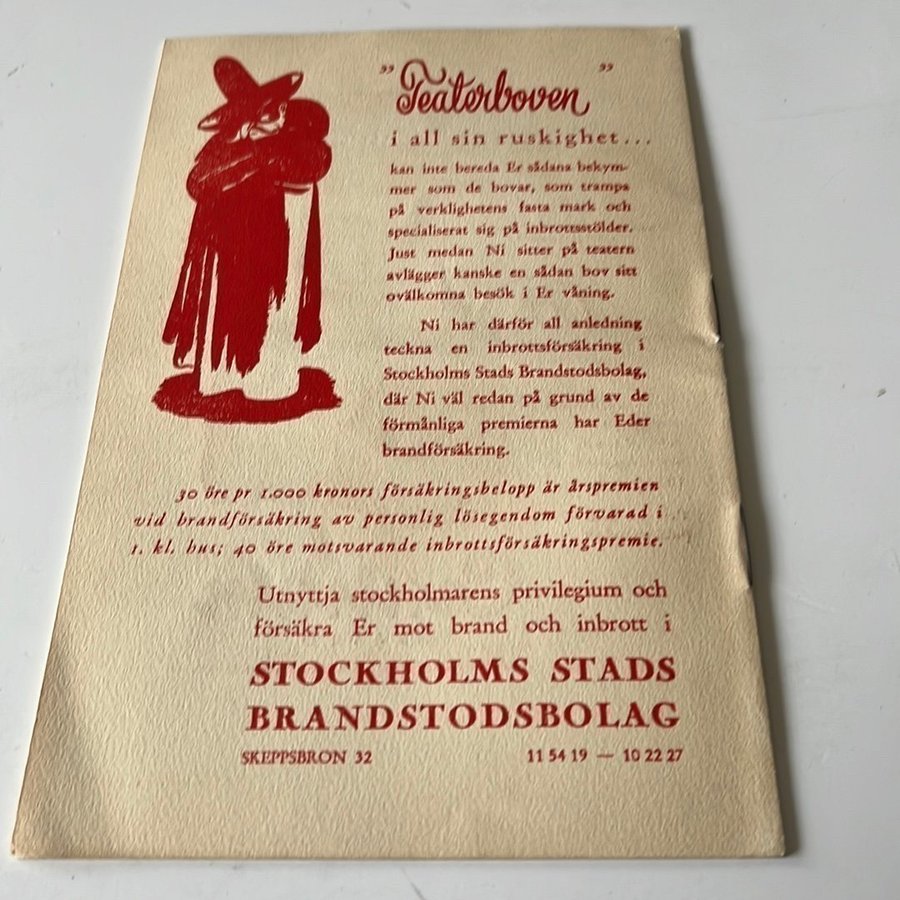 "Teaterboven"
i all sin ruskighet...
kan inte bereda Er sådana bekym-
mer som de bovar, som trampa
på verklighetens fasta mark och
specialiserat sig på inbrottsstölder.
Just medan Ni sitter på teatern
avlägger kanske en sådan bov sitt
ovälkomna besök i Er våning.
Ni har därför all anledning
teckna en inbrottsförsäkring i
Stockholms Stads Brandstodsbolag,
där Ni väl redan på grund av de
förmånliga premierna har Eder
brandförsäkring.
30 öre pr 1.000 kronors försäkringsbelopp är årspremien
vid brandförsäkring av personlig lösegendom förvarad i
1. kl. hus; 40 öre motsvarande inbrottsförsäkringspremie.
Utnyttja stockholmarens privilegium och
försäkra Er mot brand och inbrott i
STOCKHOLMS STADS
BRANDSTODSBOLAG
SKEPPSBRON 32 11 54 19 — 10 22 27